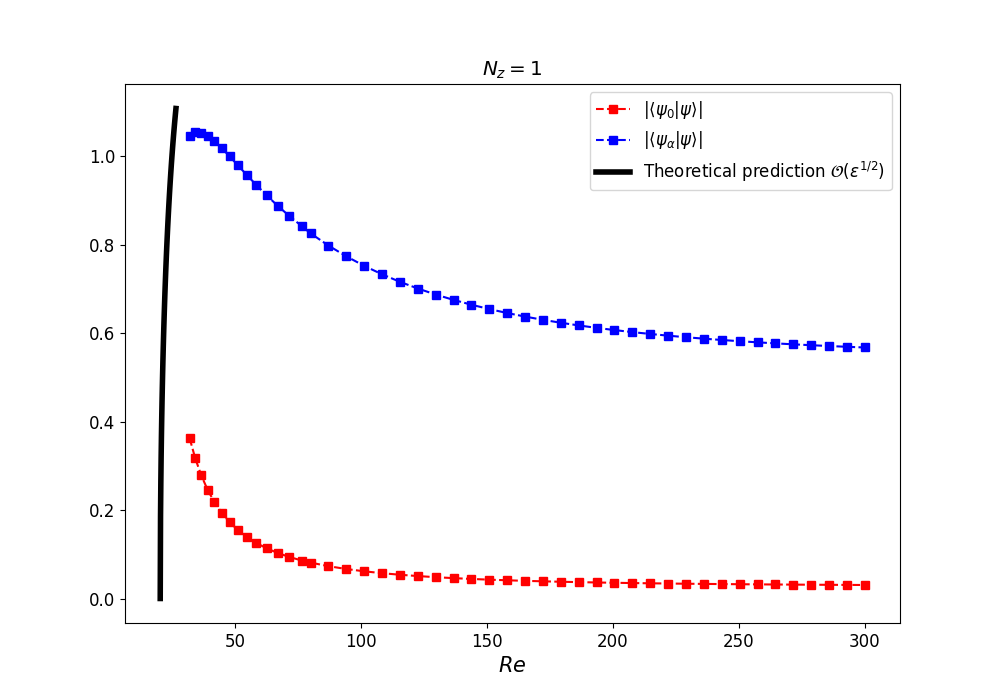 N_z = 1
|⟨ψ_0|ψ⟩|
|⟨ψ_α|ψ⟩|
Theoretical prediction 𝒪(ε^{1/2})
1.0
0.8
0.6
0.4
0.2
0.0
50 100 150 200 250 300
Re